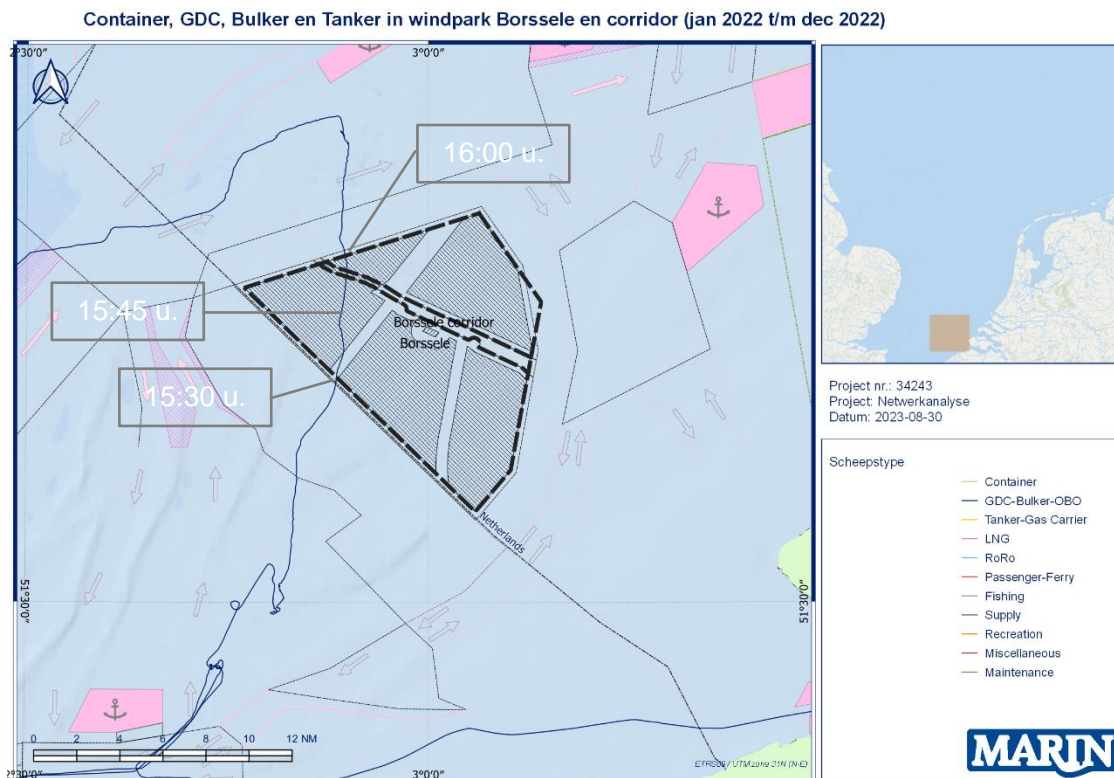 Container, GDC, Bulker en Tanker in windpark Borssele en corridor (jan 2022 t/m dec 2022)
2°30'0"
3°0'0"
16:00 u.
15:45 u.
Borssele corridor
Borssele
15:30 u.
Netherlands
51°30'0"
51°30'0"
0 2 4 6 8 10 12 NM
2°30'0"
3°0'0"
ETRS89 / UTM zone 31N (N-E)
Project nr.: 34243
Project: Netwerkanalyse
Datum: 2023-08-30
Scheepstype
Container
GDC-Bulker-OBO
Tanker-Gas Carrier
LNG
RoRo
Passenger-Ferry
Fishing
Supply
Recreation
Miscellaneous
Maintenance
MARIN